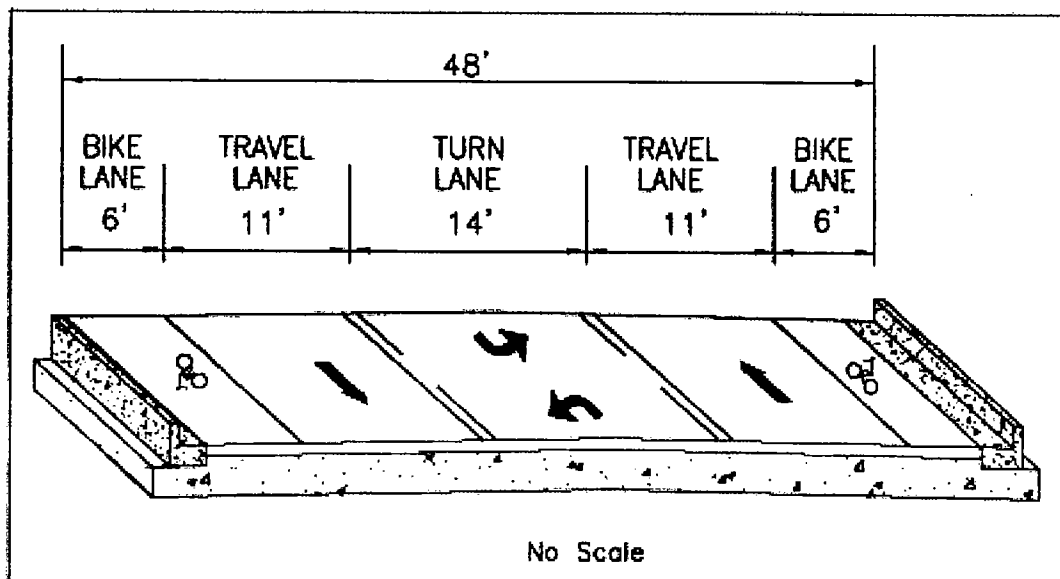 48'
BIKE LANE 6'
TRAVEL LANE 11'
TURN LANE 14'
TRAVEL LANE 11'
BIKE LANE 6'
No Scale